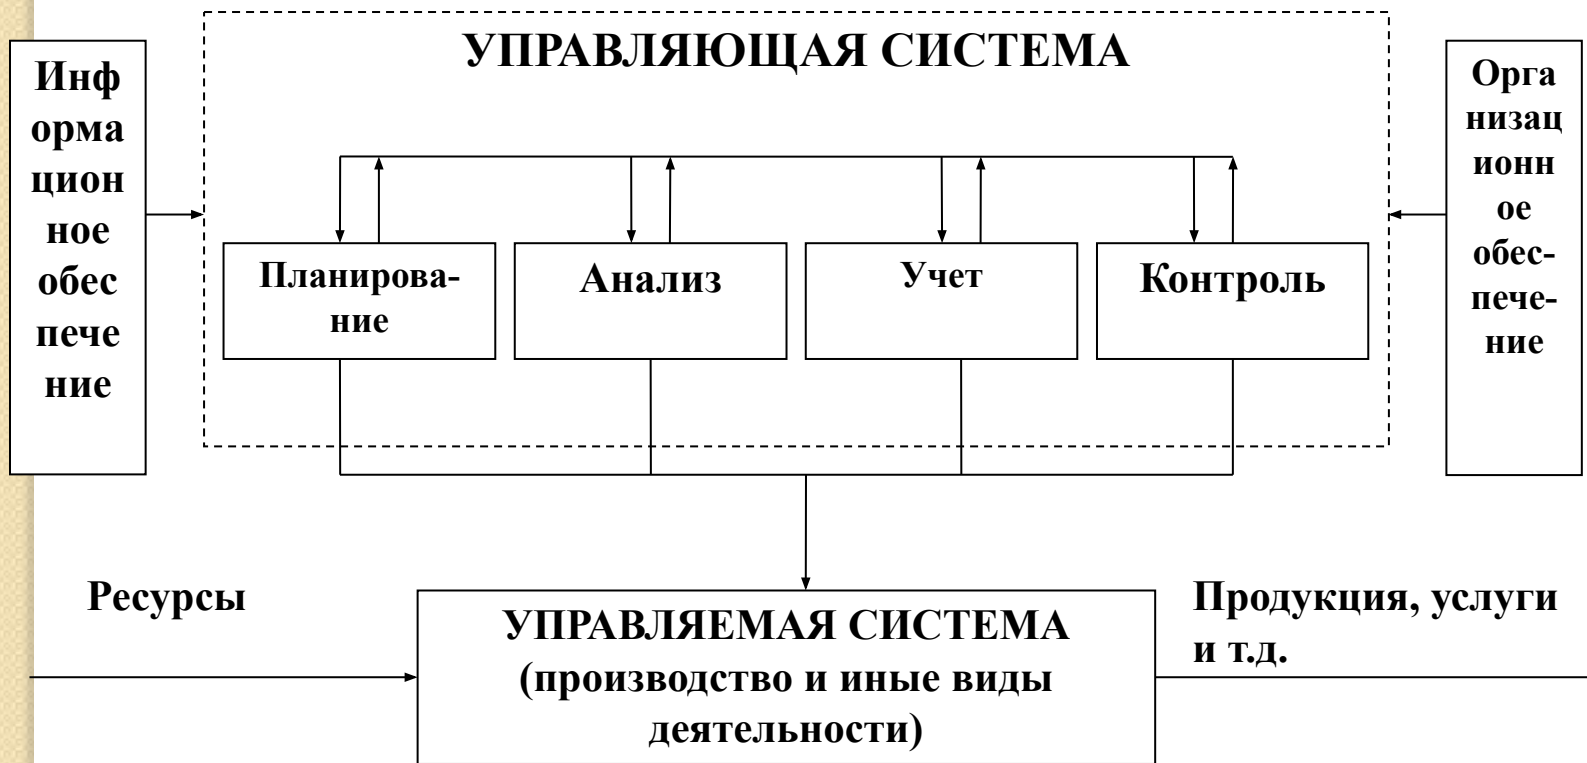 УПРАВЛЯЮЩАЯ СИСТЕМА
Инф
орма
цион
ное
обес
пече
ние
Орга
низац
ионн
ое
обес-
пече-
ние
Планирова-
ние
Анализ
Учет
Контроль
Ресурсы
УПРАВЛЯЕМАЯ СИСТЕМА
(производство и иные виды
деятельности)
Продукция, услуги
и т.д.